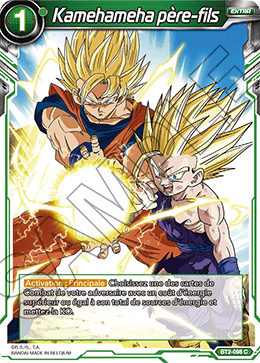 1
Kamehameha père-fils
EXTRA
Activation : Principale Choisissez une des cartes de
Combat de votre adversaire avec un coût d'énergie
supérieur ou égal à son total de sources d'énergie et
mettez-la K.O.
©B.S./S., T.A.
BANDAI MADE IN BELGIUM
BT2-098 C